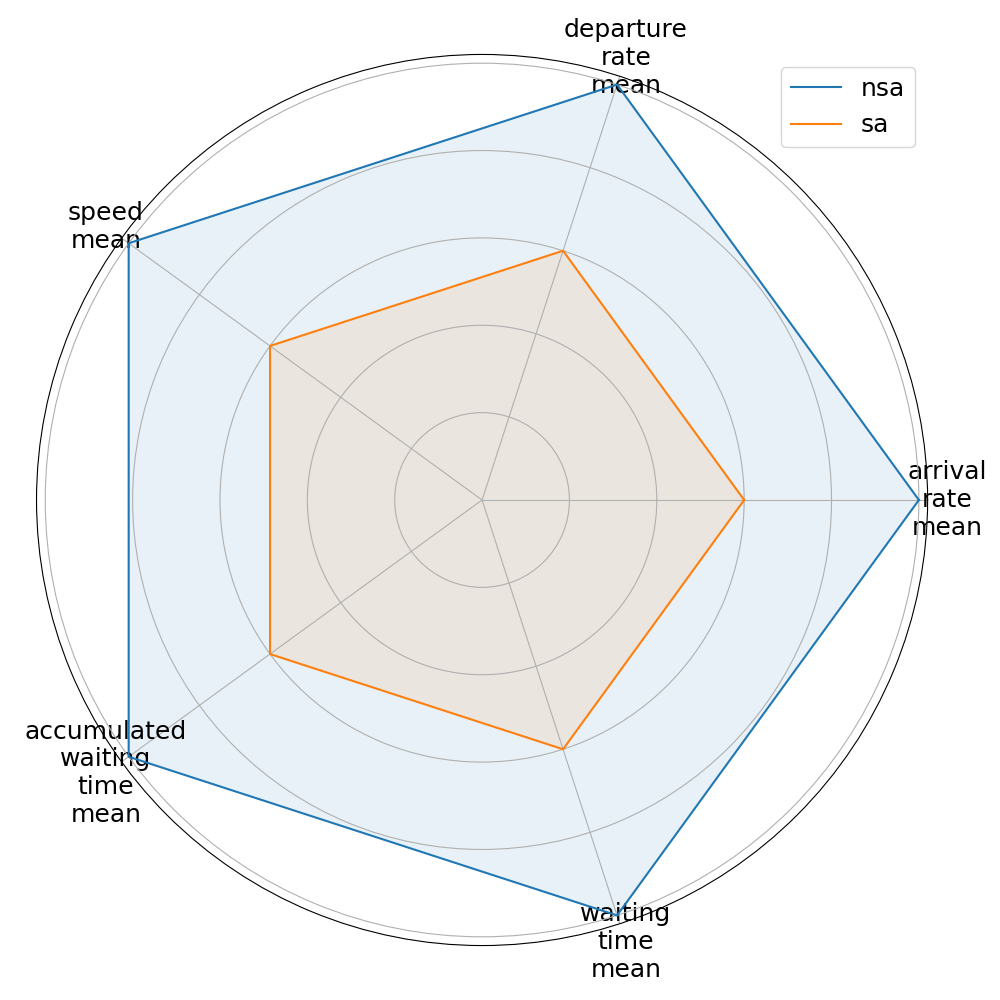 departure
rate
mean
nsa
sa
speed
mean
arrival
rate
mean
accumulated
waiting
time
mean
waiting
time
mean